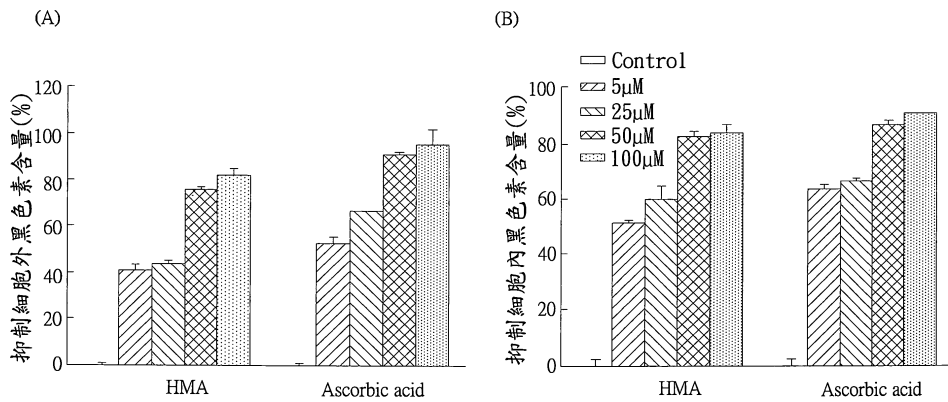 (A)
抑制細胞外黑色素含量(%)
120
100
80
60
40
20
0
HMA
Ascorbic acid
(B)
Control
5μM
25μM
50μM
100μM
抑制細胞內黑色素含量(%)
100
80
60
40
20
0
HMA
Ascorbic acid